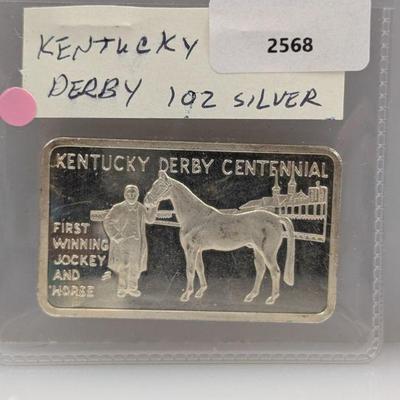 KENTUCKY
2568
DERBY 1OZ SILVER
KENTUCKY DERBY CENTENNIAL
FIRST
WINNING
JOCKEY
AND
HORSE